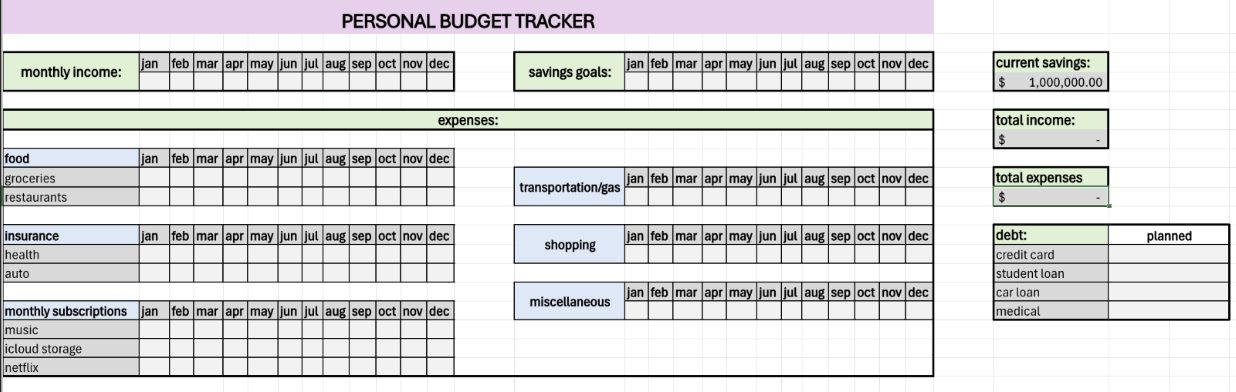 PERSONAL BUDGET TRACKER
monthly income: jan feb mar apr may jun jul aug sep oct nov dec
savings goals: jan feb mar apr may jun jul aug sep oct nov dec
current savings:
$ 1,000,000.00
expenses:
total income:
$ -
food jan feb mar apr may jun jul aug sep oct nov dec
groceries
restaurants
transportation/gas jan feb mar apr may jun jul aug sep oct nov dec
total expenses
$ -
insurance jan feb mar apr may jun jul aug sep oct nov dec
health
auto
shopping jan feb mar apr may jun jul aug sep oct nov dec
debt: planned
credit card
student loan
car loan
medical
miscellaneous jan feb mar apr may jun jul aug sep oct nov dec
monthly subscriptions jan feb mar apr may jun jul aug sep oct nov dec
music
icloud storage
netflix